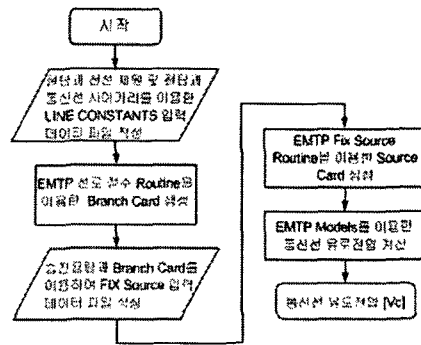 시작
철탑과 전선 제원 및 철탑과
통신선 사이거리를 이용한
LINE CONSTANTS 입력
데이터 파일 작성
EMTP 선로 정수 Routine을
이용한 Branch Card 생성
Branch Card를
이용하여 FIX Source 입력
데이터 파일 작성
EMTP Fix Source
Routine을 이용한 Source
Card 생성
EMTP Models를 이용한
통신선 유도전압 계산
통신선 유도전압 [Vc]